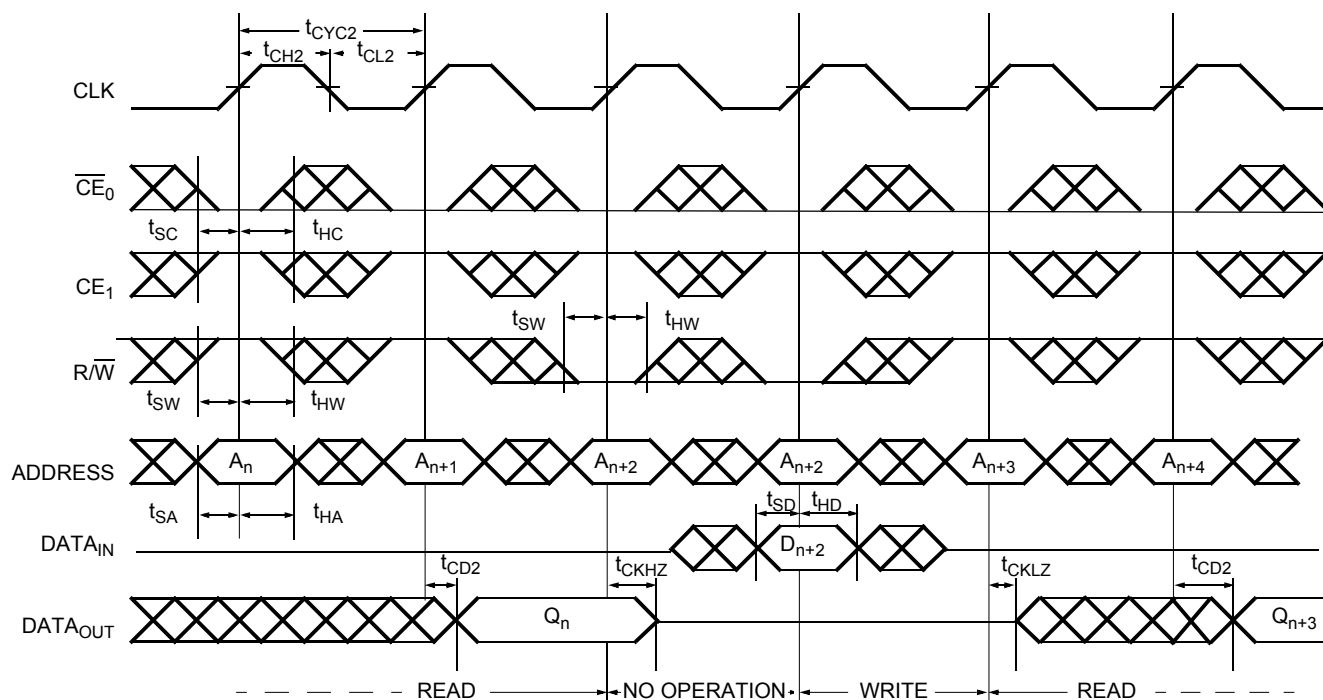 tCYC2
tCH2 tCL2
CLK
CE0
tSC tHC
CE1
tSW tHW
R/W
tSW tHW
ADDRESS An An+1 An+2 An+2 An+3 An+4
tSA tHA tSD tHD
DATAIN Dn+2
tCD2 tCKHZ tCKLZ tCD2
DATAOUT Qn Qn+3
READ NO OPERATION WRITE READ